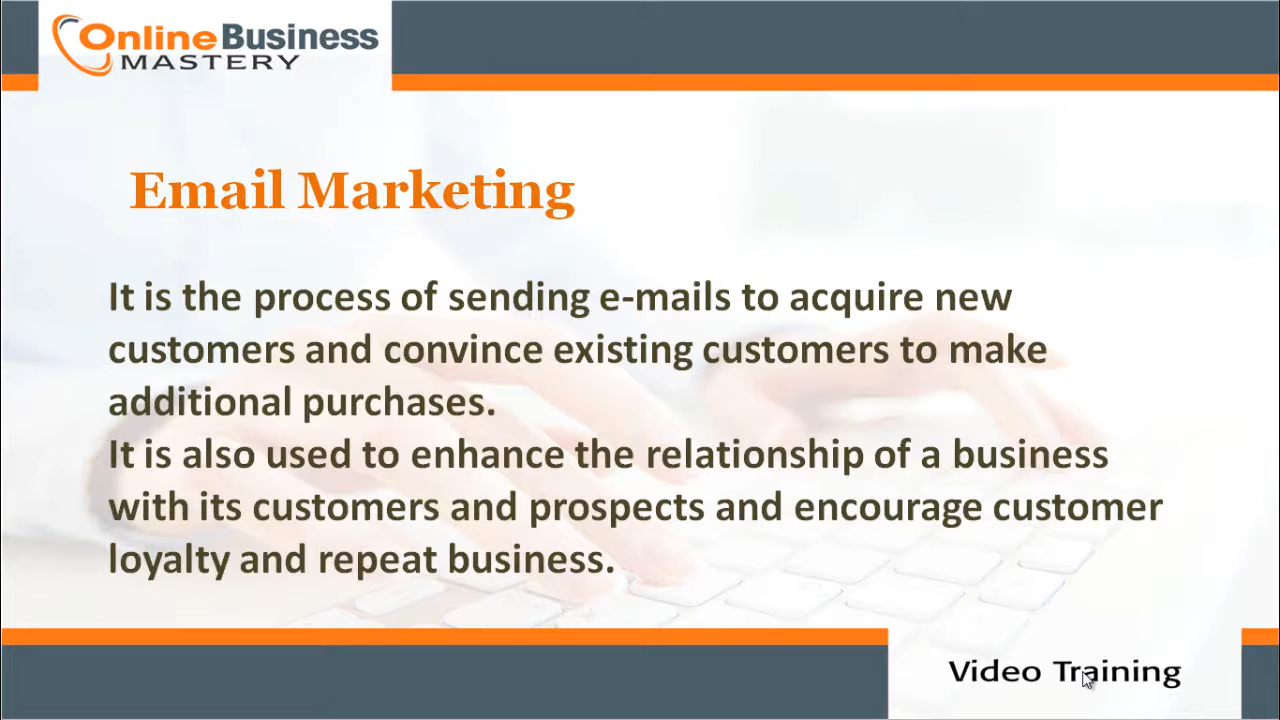 Online Business
MASTERY
Email Marketing
It is the process of sending e-mails to acquire new
customers and convince existing customers to make
additional purchases.
It is also used to enhance the relationship of a business
with its customers and prospects and encourage customer
loyalty and repeat business.
Video Training